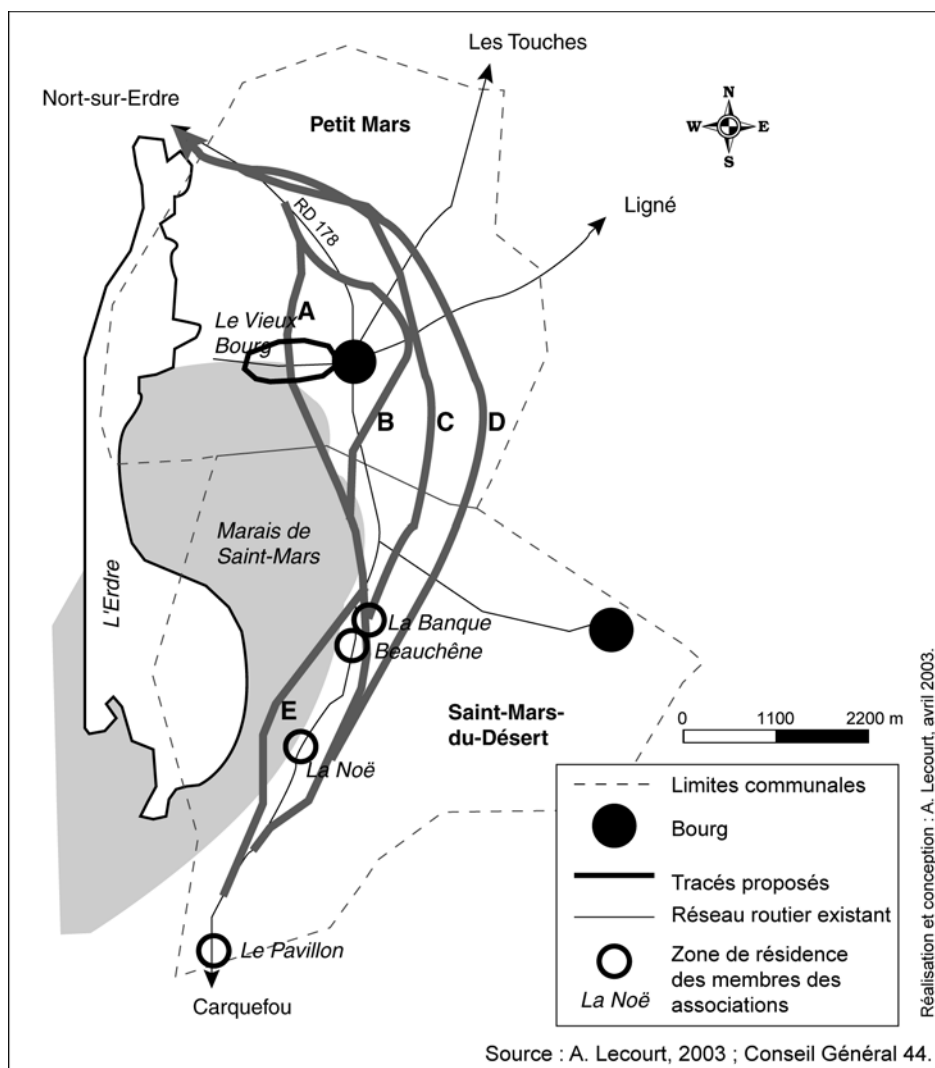 Les Touches
Nort-sur-Erdre
Petit Mars
N
W E
S
Ligné
RD 178
A
Le Vieux
Bourg
B
C
D
Marais de
Saint-Mars
L'Erdre
La Banque
Beauchêne
E
Saint-Mars-
du-Désert
La Noë
0 1100 2200 m
Le Pavillon
Carquefou
Limites communales
Bourg
Tracés proposés
Réseau routier existant
Zone de résidence
des membres des
associations
La Noë
Réalisation et conception : A. Lecourt, avril 2003.
Source : A. Lecourt, 2003 ; Conseil Général 44.